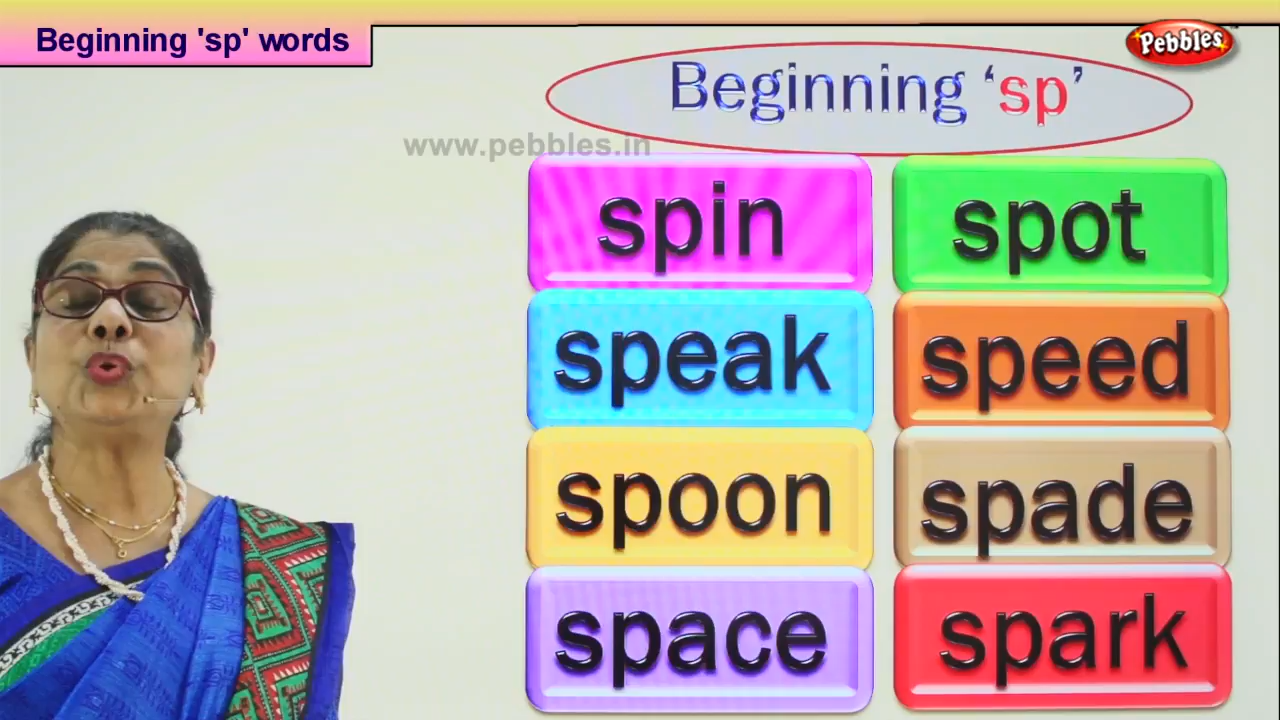 Beginning 'sp' words
Pebbles
Beginning ‘sp’
www.pebbles.in
spin
spot
speak
speed
spoon
spade
space
spark